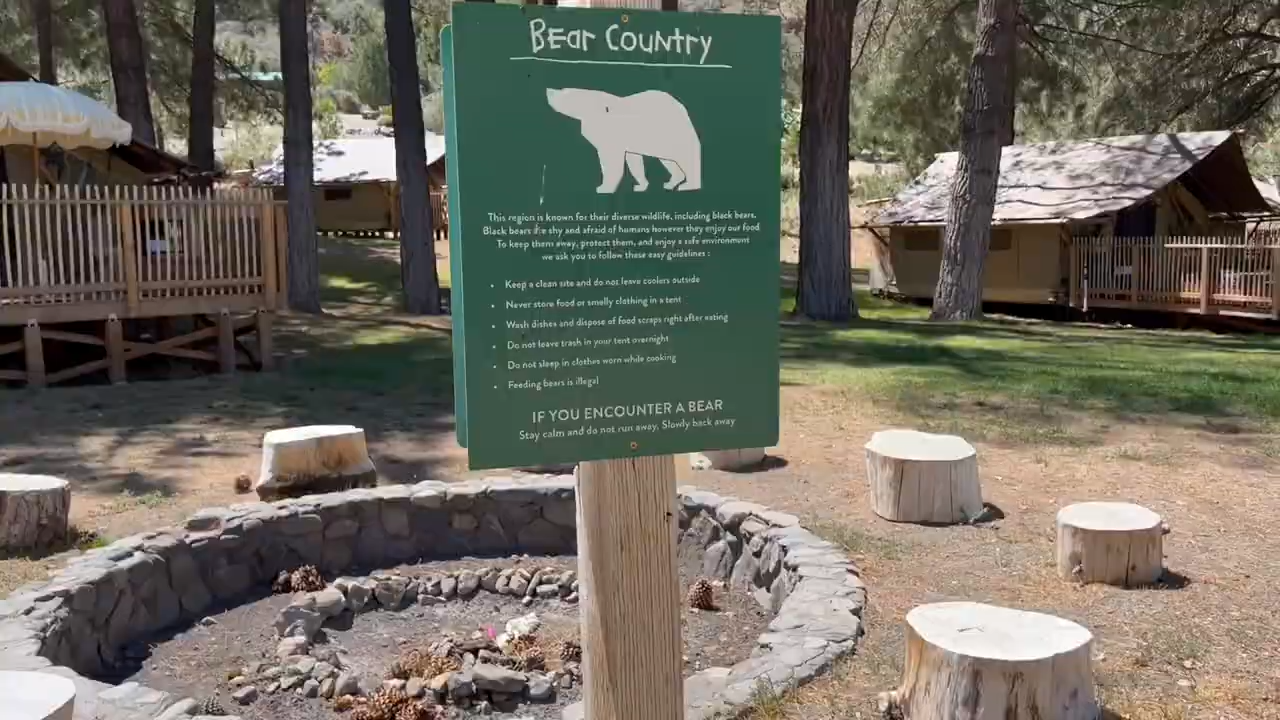 Bear Country
This region is known for their diverse wildlife, including black bears.
Black bears are shy and afraid of humans however they enjoy our food
To keep them away, protect them, and enjoy a safe environment
we ask you to follow these easy guidelines :
• Keep a clean site and do not leave coolers outside
• Never store food or smelly clothing in a tent
• Wash dishes and dispose of food scraps right after eating
• Do not leave trash in your tent overnight
• Do not sleep in clothes worn while cooking
• Feeding bears is illegal
IF YOU ENCOUNTER A BEAR
Stay calm and do not run away, Slowly back away